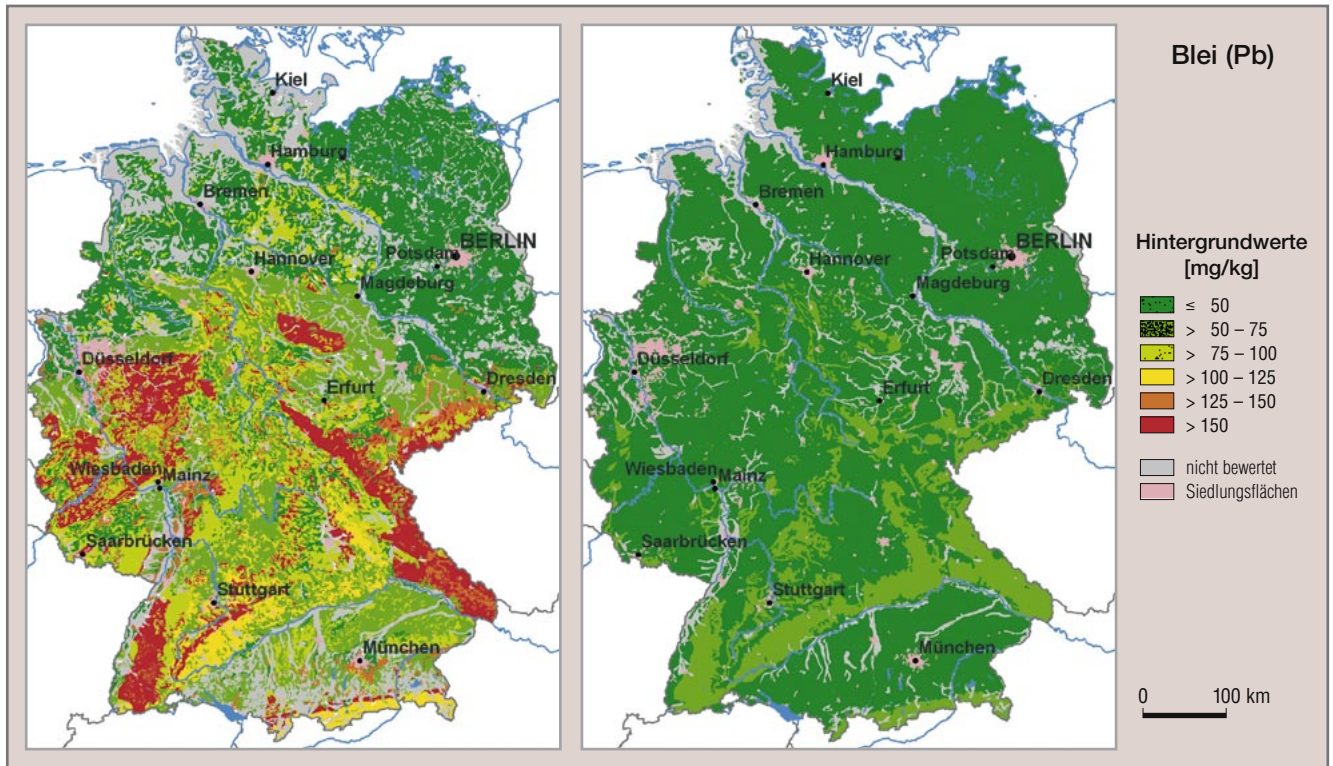 Kiel
Hamburg
Bremen
BERLIN
Potsdam
Hannover
Magdeburg
Düsseldorf
Erfurt
Dresden
Wiesbaden
Mainz
Saarbrücken
Stuttgart
München
Kiel
Hamburg
Bremen
BERLIN
Potsdam
Hannover
Magdeburg
Düsseldorf
Erfurt
Dresden
Wiesbaden
Mainz
Saarbrücken
Stuttgart
München
Blei (Pb)
Hintergrundwerte
[mg/kg]
≤ 50
> 50 – 75
> 75 – 100
> 100 – 125
> 125 – 150
> 150
nicht bewertet
Siedlungsflächen
0 100 km